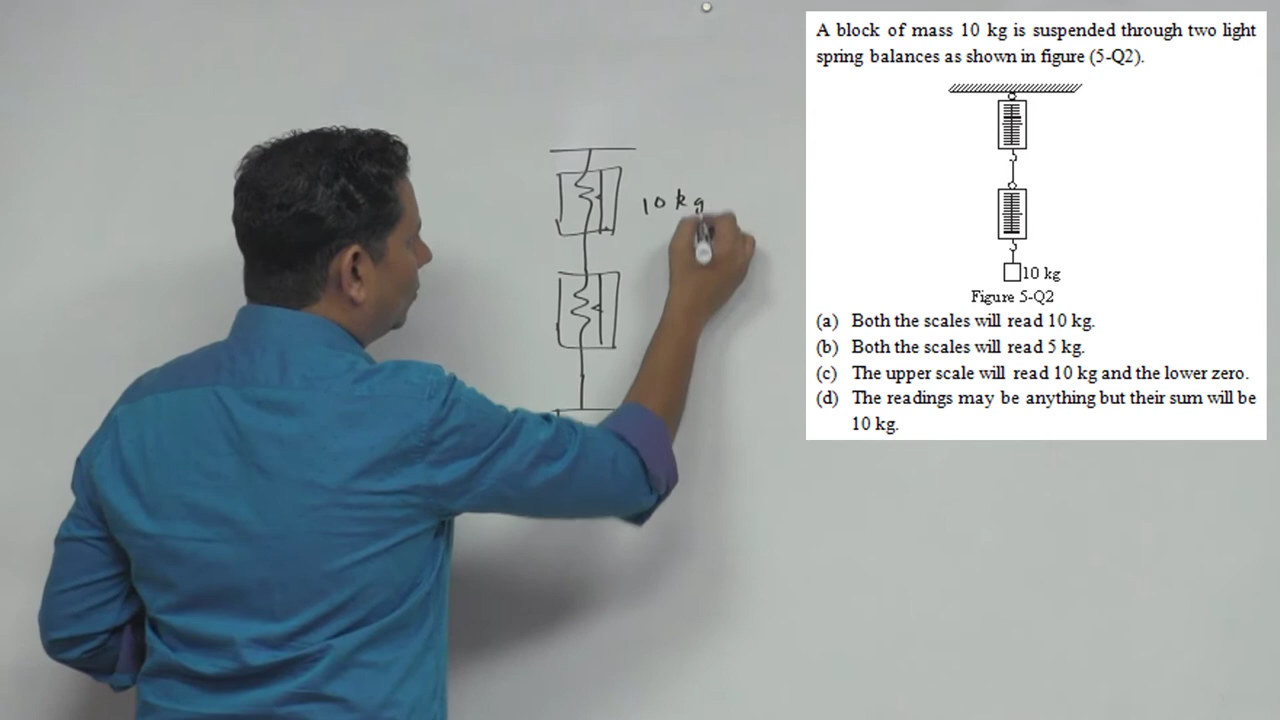 10 kg
A block of mass 10 kg is suspended through two light
spring balances as shown in figure (5-Q2).
10 kg
Figure 5-Q2
(a) Both the scales will read 10 kg.
(b) Both the scales will read 5 kg.
(c) The upper scale will read 10 kg and the lower zero.
(d) The readings may be anything but their sum will be
10 kg.